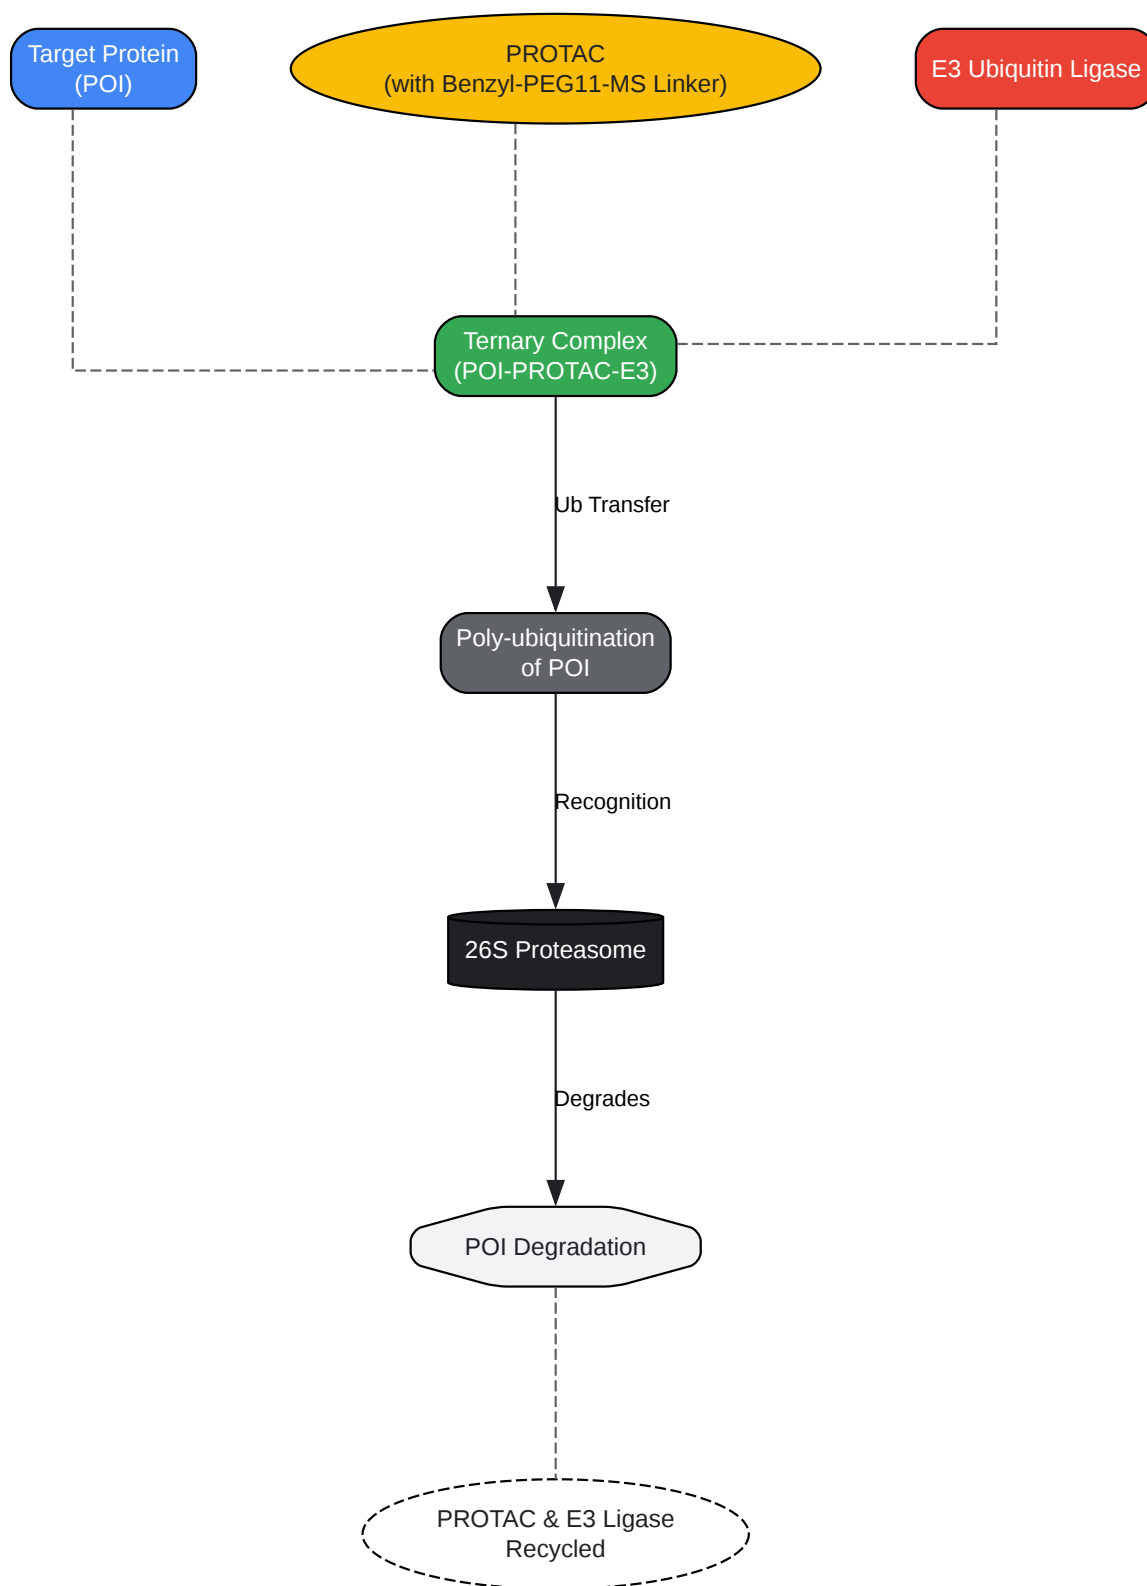 Target Protein
(POI)
PROTAC
(with Benzyl-PEG11-MS Linker)
E3 Ubiquitin Ligase
Ternary Complex
(POI-PROTAC-E3)
Ub Transfer
Poly-ubiquitination
of POI
Recognition
26S Proteasome
Degrades
POI Degradation
PROTAC & E3 Ligase
Recycled